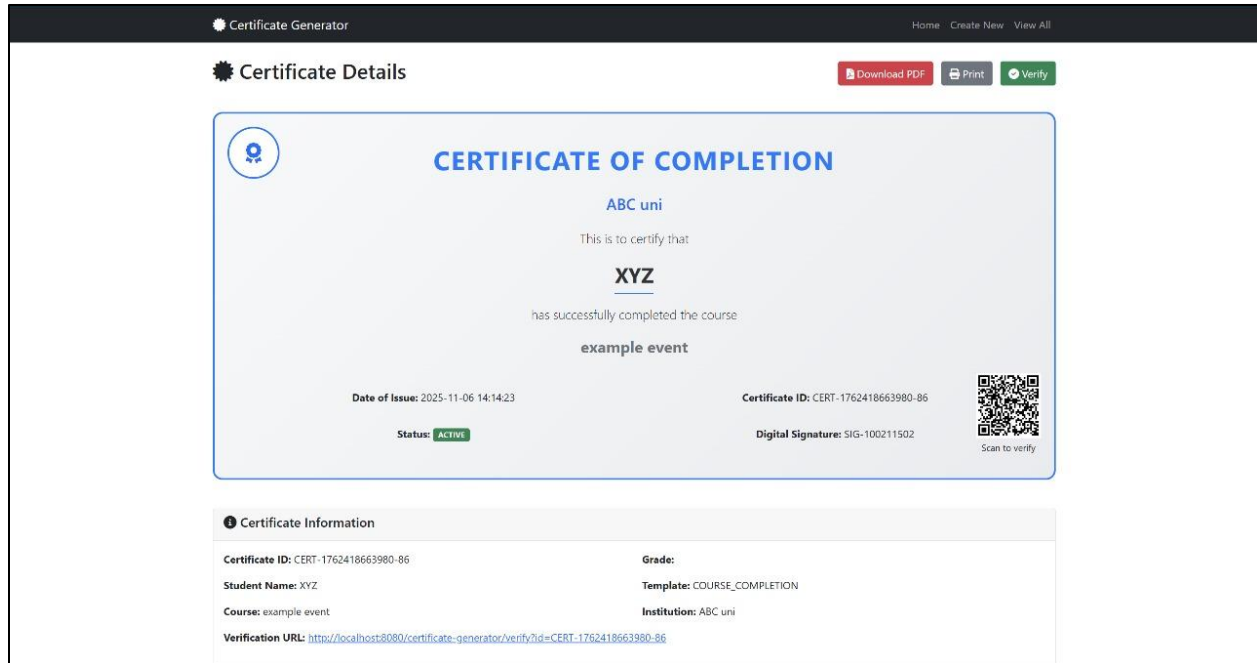 Certificate Generator
Home Create New View All
Certificate Details
Download PDF Print Verify
CERTIFICATE OF COMPLETION
ABC uni
This is to certify that
XYZ
has successfully completed the course
example event
Date of Issue: 2025-11-06 14:14:23
Certificate ID: CERT-1762418663980-86
Status: ACTIVE
Digital Signature: SIG-100211502
Scan to verify
Certificate Information
Certificate ID: CERT-1762418663980-86
Grade:
Student Name: XYZ
Template: COURSE_COMPLETION
Course: example event
Institution: ABC uni
Verification URL: http://localhost:8080/certificate-generator/verify?id=CERT-1762418663980-86